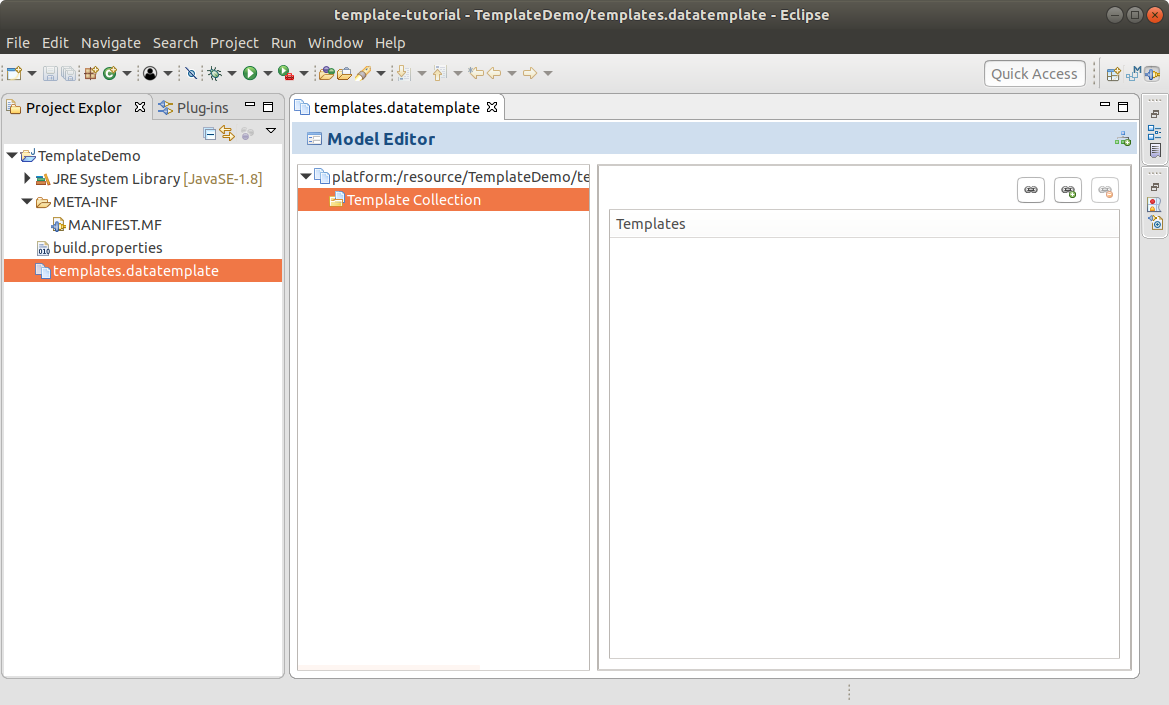 template-tutorial - TemplateDemo/templates.datatemplate - Eclipse
File Edit Navigate Search Project Run Window Help
Quick Access
Project Explor
Plug-ins
templates.datatemplate
Model Editor
TemplateDemo
JRE System Library [JavaSE-1.8]
META-INF
MANIFEST.MF
build.properties
templates.datatemplate
platform:/resource/TemplateDemo/te
Template Collection
Templates